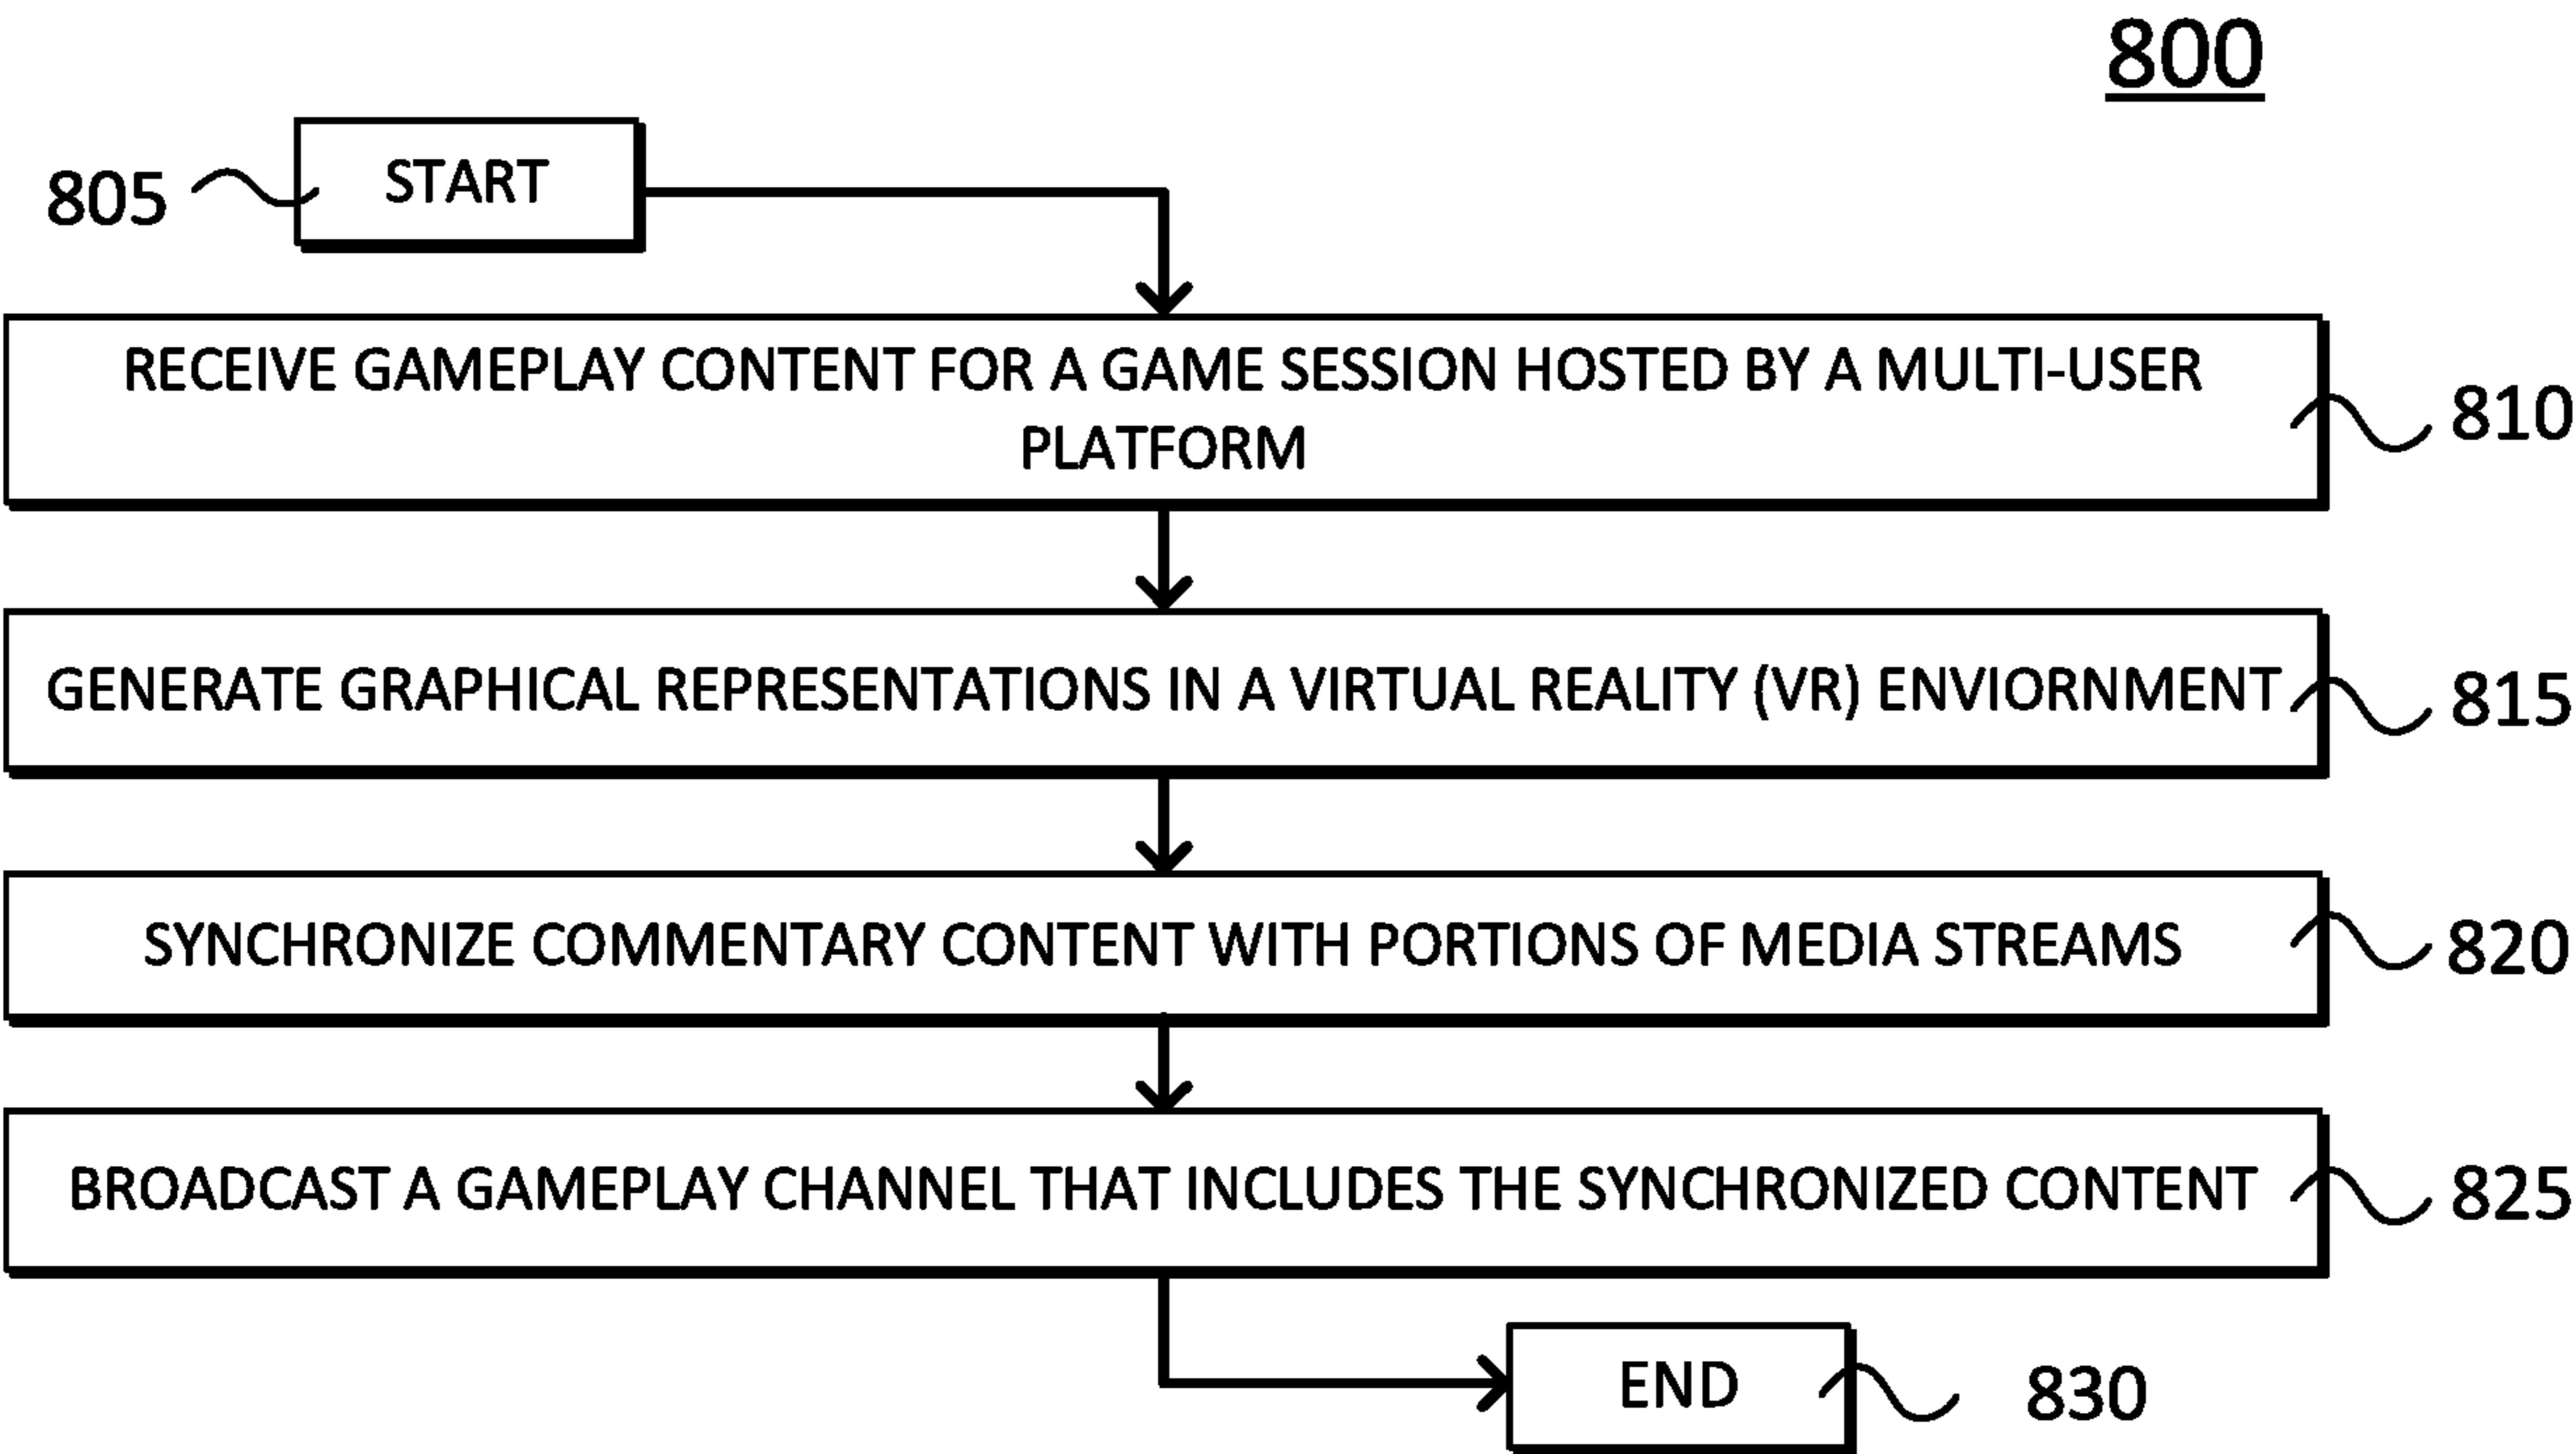 800
805
START
RECEIVE GAMEPLAY CONTENT FOR A GAME SESSION HOSTED BY A MULTI-USER
PLATFORM
810
GENERATE GRAPHICAL REPRESENTATIONS IN A VIRTUAL REALITY (VR) ENVIORNMENT
815
SYNCHRONIZE COMMENTARY CONTENT WITH PORTIONS OF MEDIA STREAMS
820
BROADCAST A GAMEPLAY CHANNEL THAT INCLUDES THE SYNCHRONIZED CONTENT
825
END
830